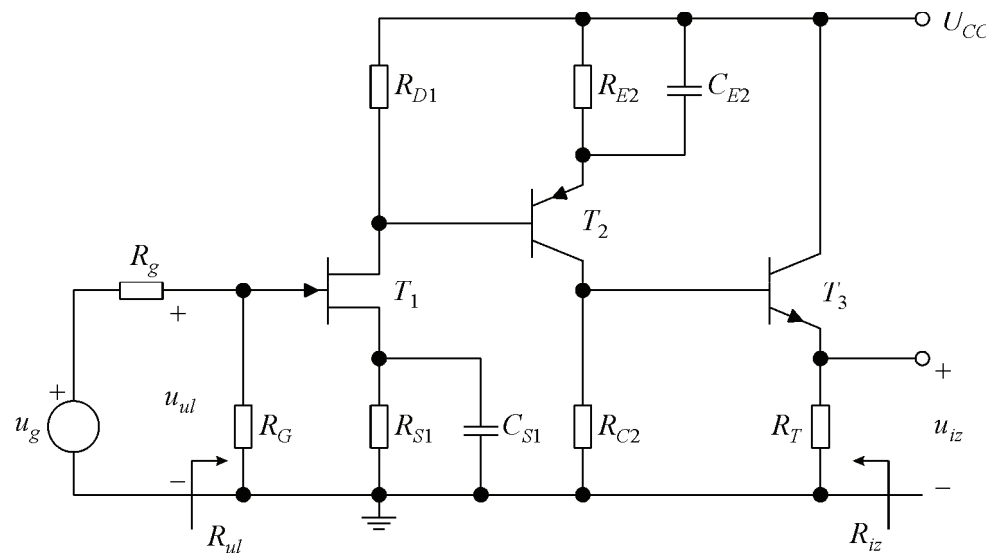 U_CC
R_D1
R_E2
C_E2
T_2
R_g
+
T_1
T_3
+
u_g
u_ul
R_G
R_S1
C_S1
R_C2
R_T
+
u_iz
−
−
R_ul
R_iz